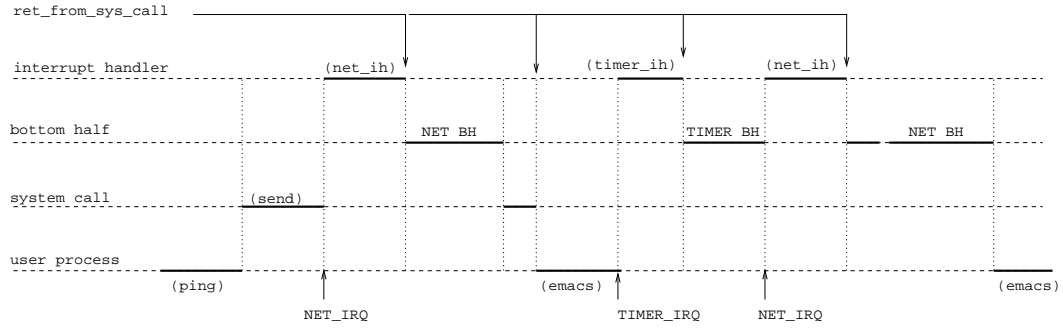 ret_from_sys_call
interrupt handler (net_ih) (timer_ih) (net_ih)
bottom half NET BH TIMER BH NET BH
system call (send)
user process
(ping) (emacs) (emacs)
NET_IRQ TIMER_IRQ NET_IRQ